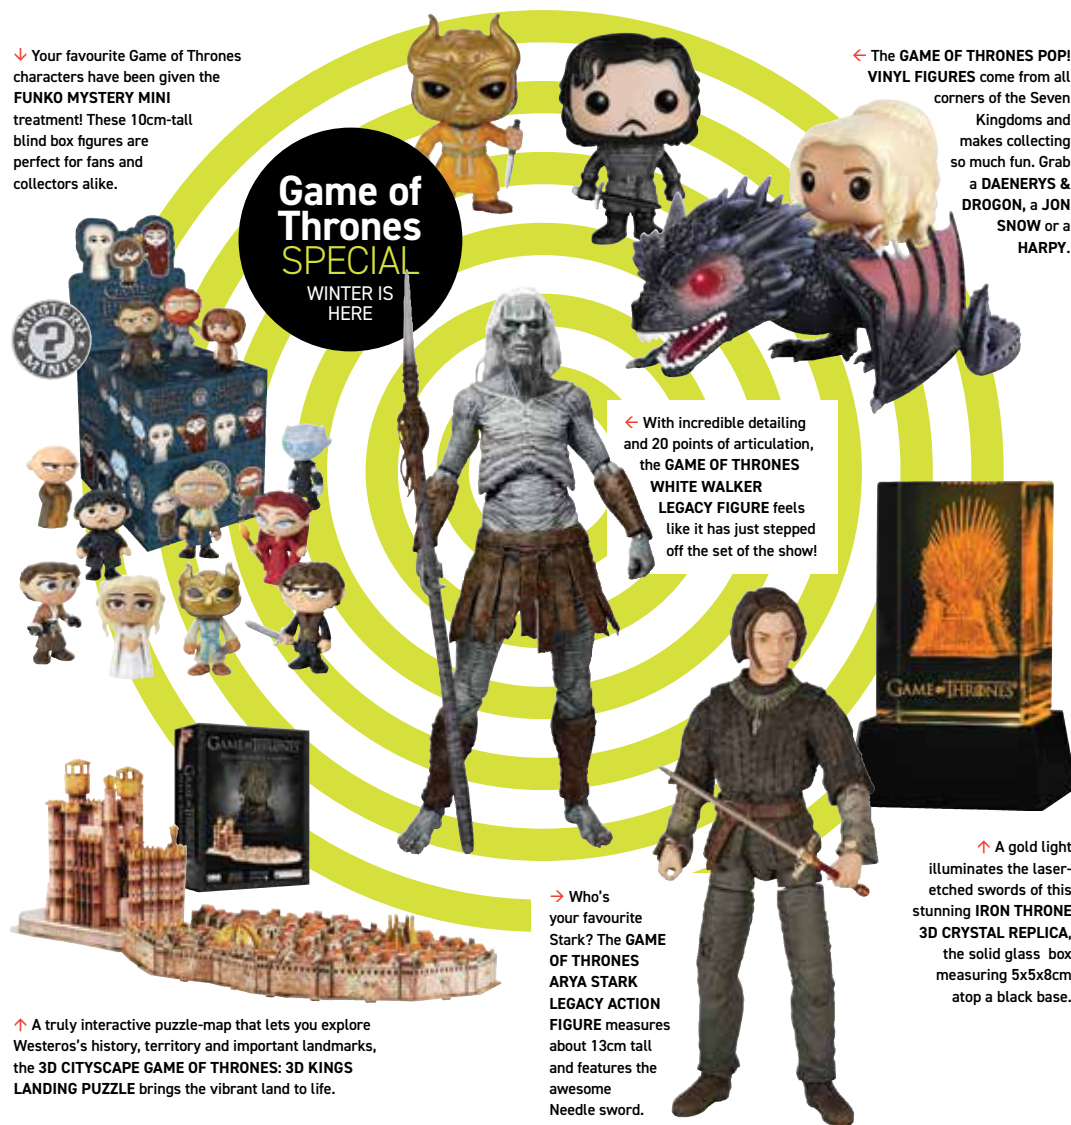 ↓ Your favourite Game of Thrones
characters have been given the
FUNKO MYSTERY MINI
treatment! These 10cm-tall
blind box figures are
perfect for fans and
collectors alike.
Game of
Thrones
SPECIAL
WINTER IS
HERE
← The GAME OF THRONES POP!
VINYL FIGURES come from all
corners of the Seven
Kingdoms and
makes collecting
so much fun. Grab
a DAENERYS &
DROGON, a JON
SNOW or a
HARPY.
MYSTERY
?
MINIS
← With incredible detailing
and 20 points of articulation,
the GAME OF THRONES
WHITE WALKER
LEGACY FIGURE feels
like it has just stepped
off the set of the show!
GAME OF THRONES
GAME OF THRONES
GAME OF THRONES
↑ A gold light
illuminates the laser-
etched swords of this
stunning IRON THRONE
3D CRYSTAL REPLICA,
the solid glass box
measuring 5x5x8cm
atop a black base.
→ Who's
your favourite
Stark? The GAME
OF THRONES
ARYA STARK
LEGACY ACTION
FIGURE measures
about 13cm tall
and features the
awesome
Needle sword.
↑ A truly interactive puzzle-map that lets you explore
Westeros's history, territory and important landmarks,
the 3D CITYSCAPE GAME OF THRONES: 3D KINGS
LANDING PUZZLE brings the vibrant land to life.